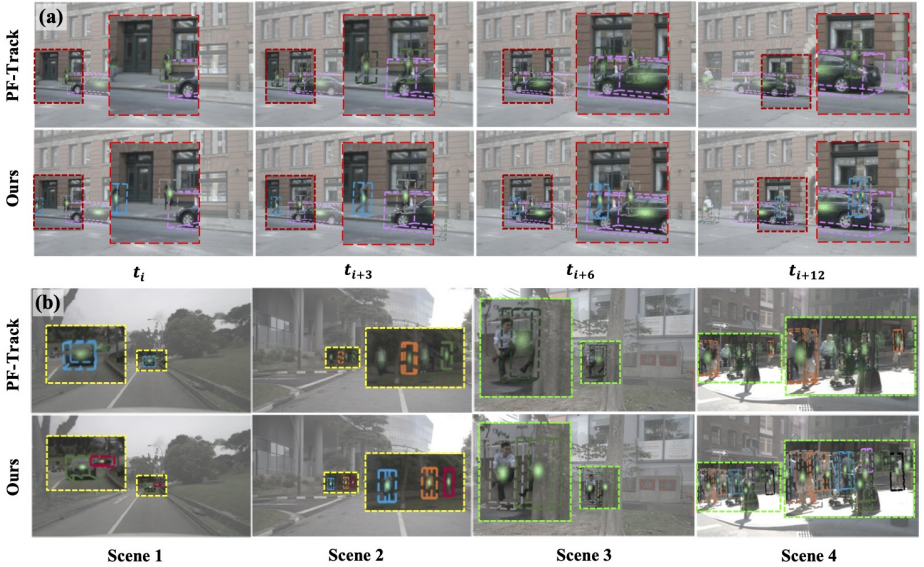 (a)
PF-Track
Ours
t_i t_{i+3} t_{i+6} t_{i+12}
(b)
PF-Track
Ours
Scene 1 Scene 2 Scene 3 Scene 4